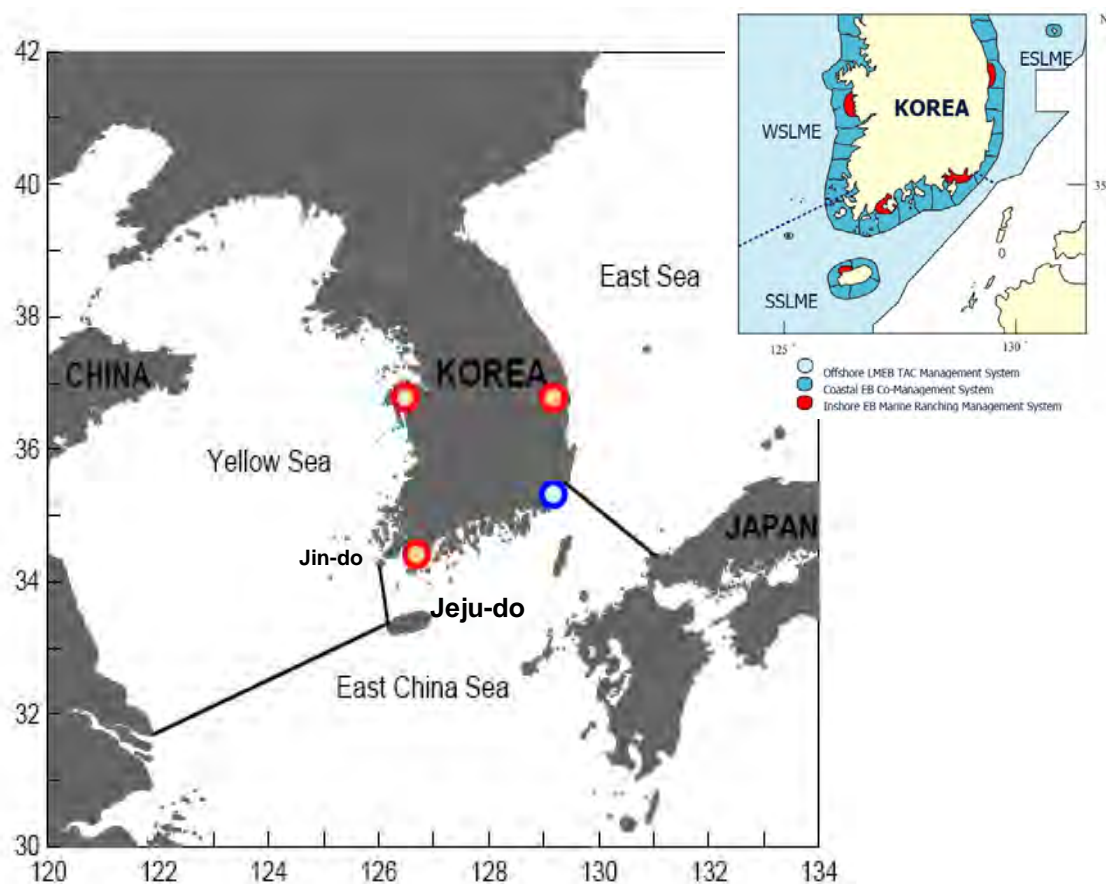 42
40
38
36
34
32
30
120
122
124
126
128
130
132
134
CHINA
KOREA
JAPAN
East Sea
Yellow Sea
Jin-do
Jeju-do
East China Sea
N
ESLME
WSLME
KOREA
SSLME
35
125
130
Offshore LMEB TAC Management System
Coastal EB Co-Management System
Inshore EB Marine Ranching Management System